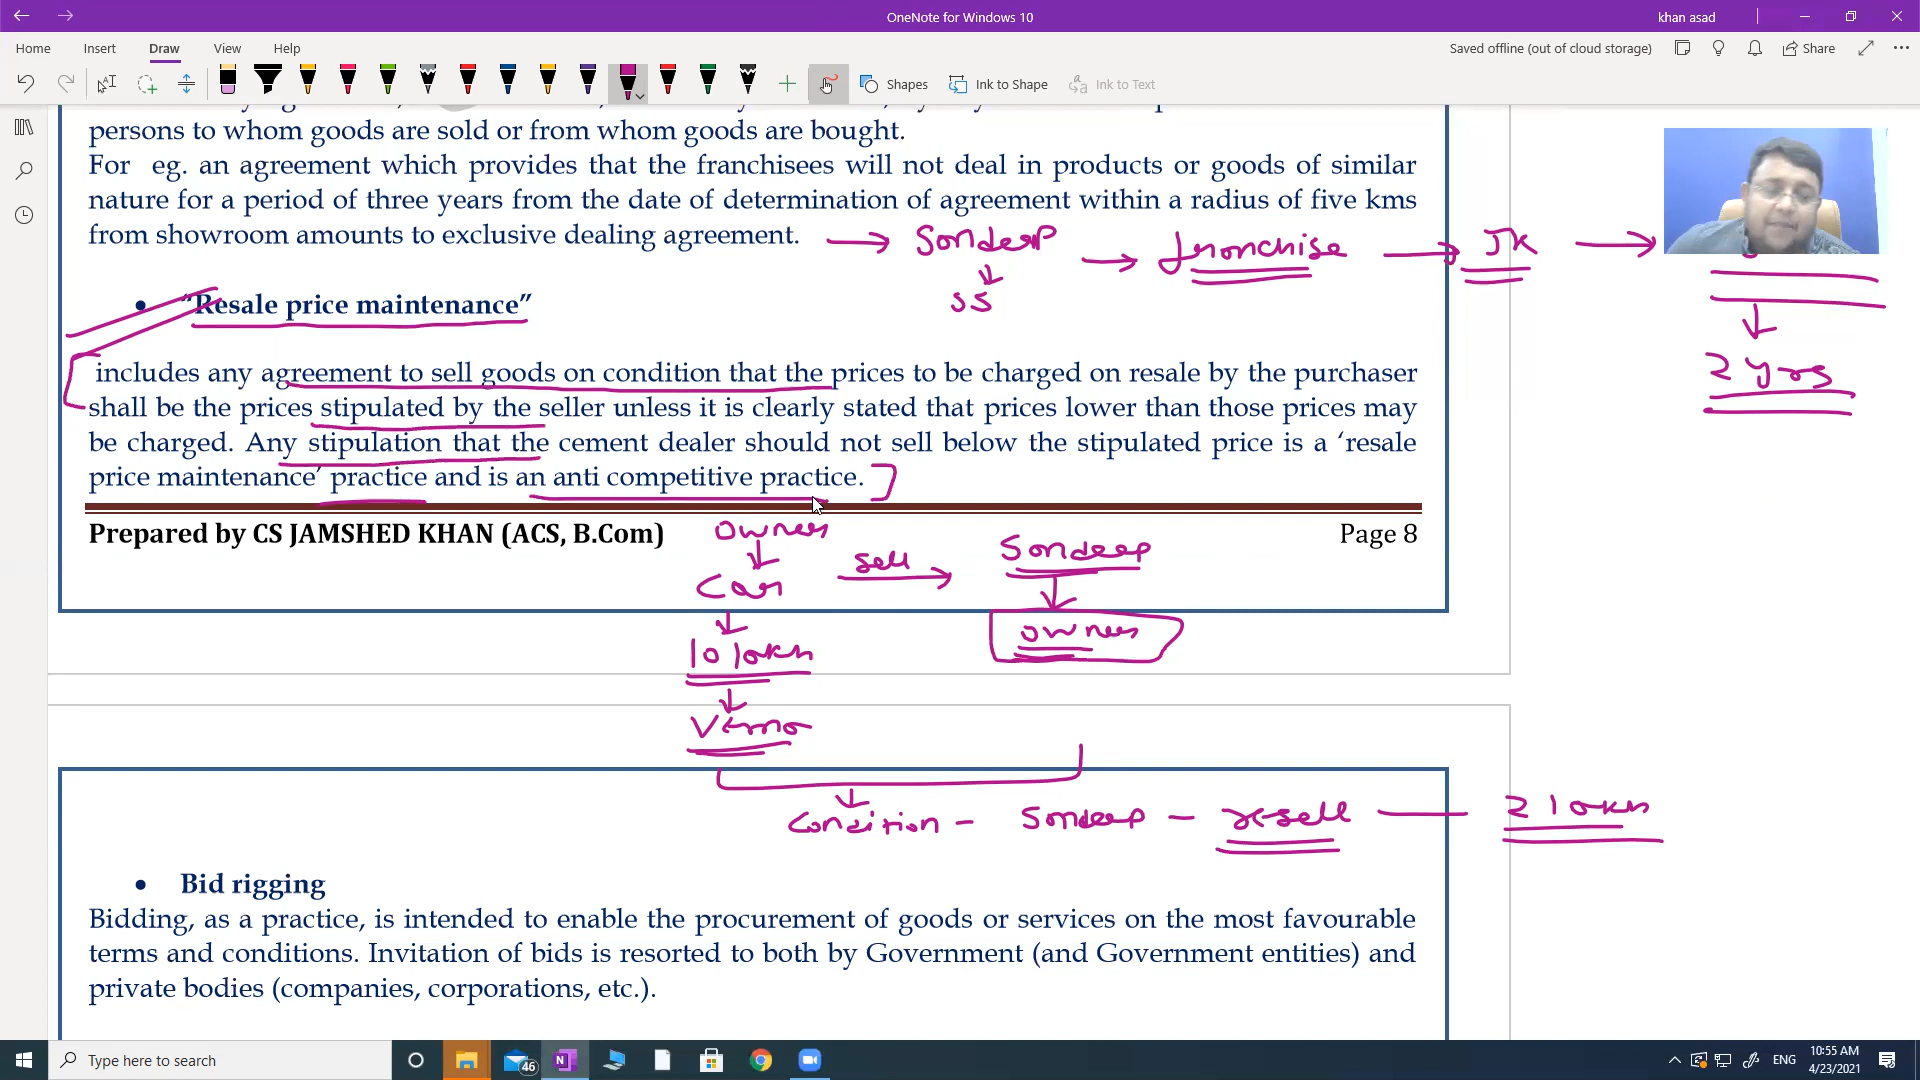 OneNote for Windows 10
khan asad
Home Insert Draw View Help
Saved offline (out of cloud storage)
Share
Shapes
Ink to Shape
Ink to Text
persons to whom goods are sold or from whom goods are bought.
For eg. an agreement which provides that the franchisees will not deal in products or goods of similar
nature for a period of three years from the date of determination of agreement within a radius of five kms
from showroom amounts to exclusive dealing agreement.
Sandeep
franchise
JK
SS
2 yrs
• “Resale price maintenance”
includes any agreement to sell goods on condition that the prices to be charged on resale by the purchaser
shall be the prices stipulated by the seller unless it is clearly stated that prices lower than those prices may
be charged. Any stipulation that the cement dealer should not sell below the stipulated price is a ‘resale
price maintenance’ practice and is an anti competitive practice.
Prepared by CS JAMSHED KHAN (ACS, B.Com)
Page 8
owner
Car
sell
Sandeep
owner
10 lakh
Verna
Condition - Sandeep - resell
2 lakh
• Bid rigging
Bidding, as a practice, is intended to enable the procurement of goods or services on the most favourable
terms and conditions. Invitation of bids is resorted to both by Government (and Government entities) and
private bodies (companies, corporations, etc.).
Type here to search
46
ENG
10:55 AM
4/23/2021